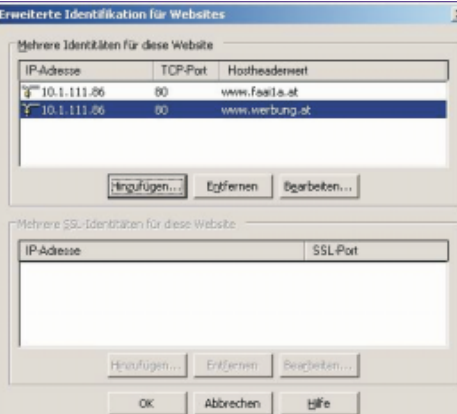 Erweiterte Identifikation für Websites
Mehrere Identitäten für diese Website
IP-Adresse TCP-Port Hostheaderwert
10.1.111.86 80 www.faaila.at
10.1.111.86 80 www.werbung.at
Hinzufügen... Entfernen Bearbeiten...
Mehrere SSL-Identitäten für diese Website
IP-Adresse SSL-Port
Hinzufügen... Entfernen Bearbeiten...
OK Abbrechen Hilfe